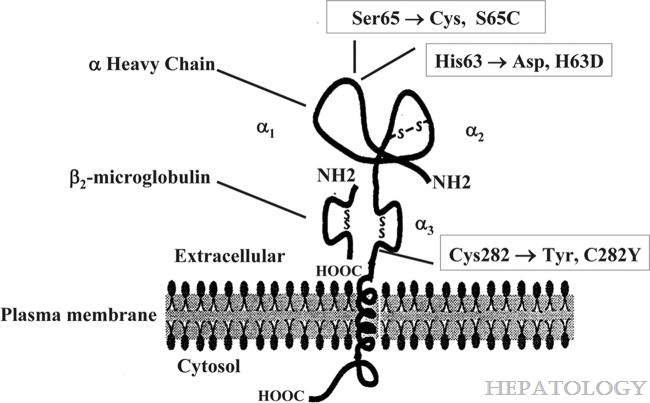 Ser65 → Cys, S65C
His63 → Asp, H63D
α Heavy Chain
α1
S-S
α2
NH2
NH2
β2-microglobulin
S
S
S
S
α3
Extracellular
Cys282 → Tyr, C282Y
HOOC
Plasma membrane
Cytosol
HOOC
HEPATOLOGY